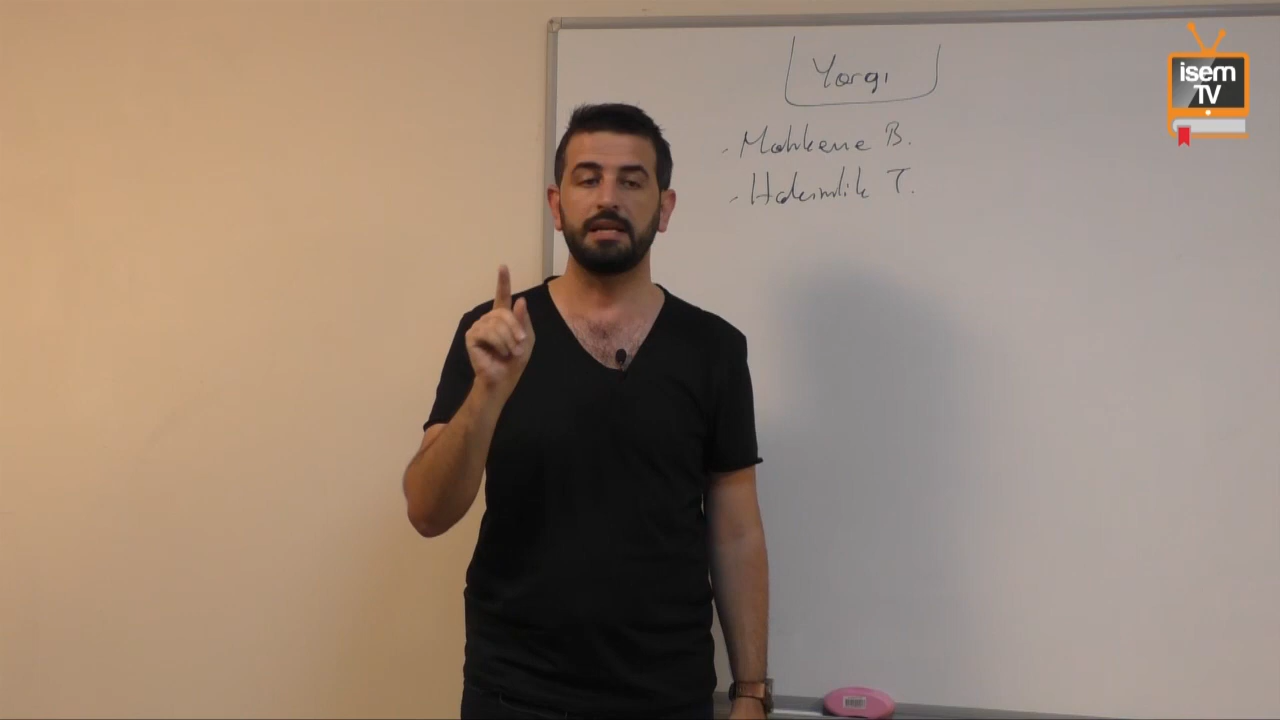 Yargı
- Mahkeme B.
- Hakimlik T.
isem
TV